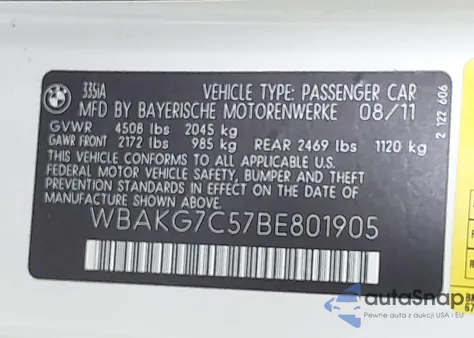 BMW
335iA
VEHICLE TYPE: PASSENGER CAR
MFD BY BAYERISCHE MOTORENWERKE 08/11
GVWR 4508 lbs 2045 kg
GAWR FRONT 2172 lbs 985 kg REAR 2469 lbs 1120 kg
THIS VEHICLE CONFORMS TO ALL APPLICABLE U.S.
FEDERAL MOTOR VEHICLE SAFETY, BUMPER AND THEFT
PREVENTION STANDARDS IN EFFECT ON THE DATE OF
MANUFACTURE SHOWN ABOVE.
WBAKG7C57BE801905
2 122 606
autaSnap
Pewne auta z aukcji USA i EU